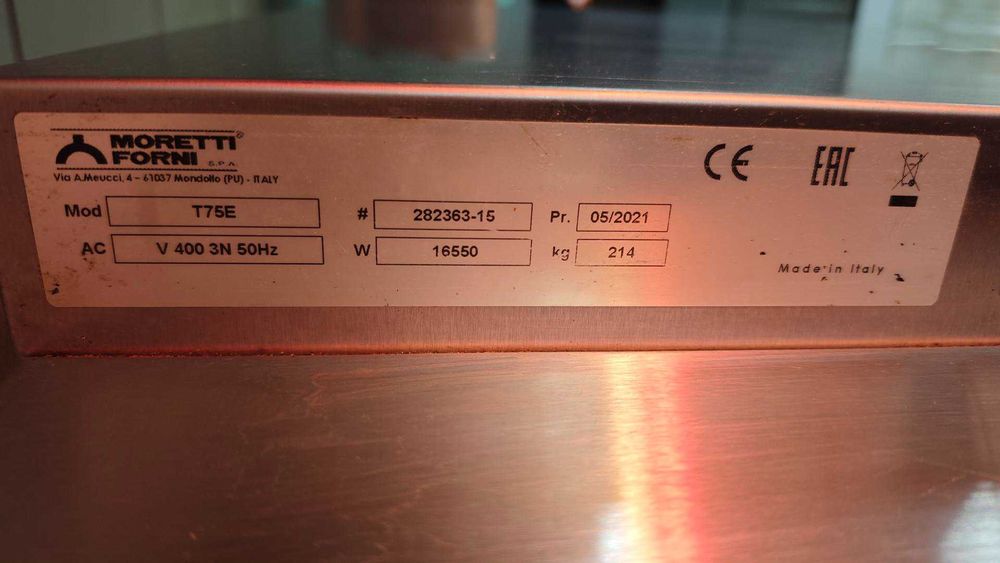 MORETTI
FORNI S.P.A.
Via A.Meucci, 4 - 61037 Mondolfo (PU) - ITALY
CE EAC
Mod T75E # 282363-15 Pr. 05/2021
AC V 400 3N 50Hz W 16550 kg 214
Made in Italy